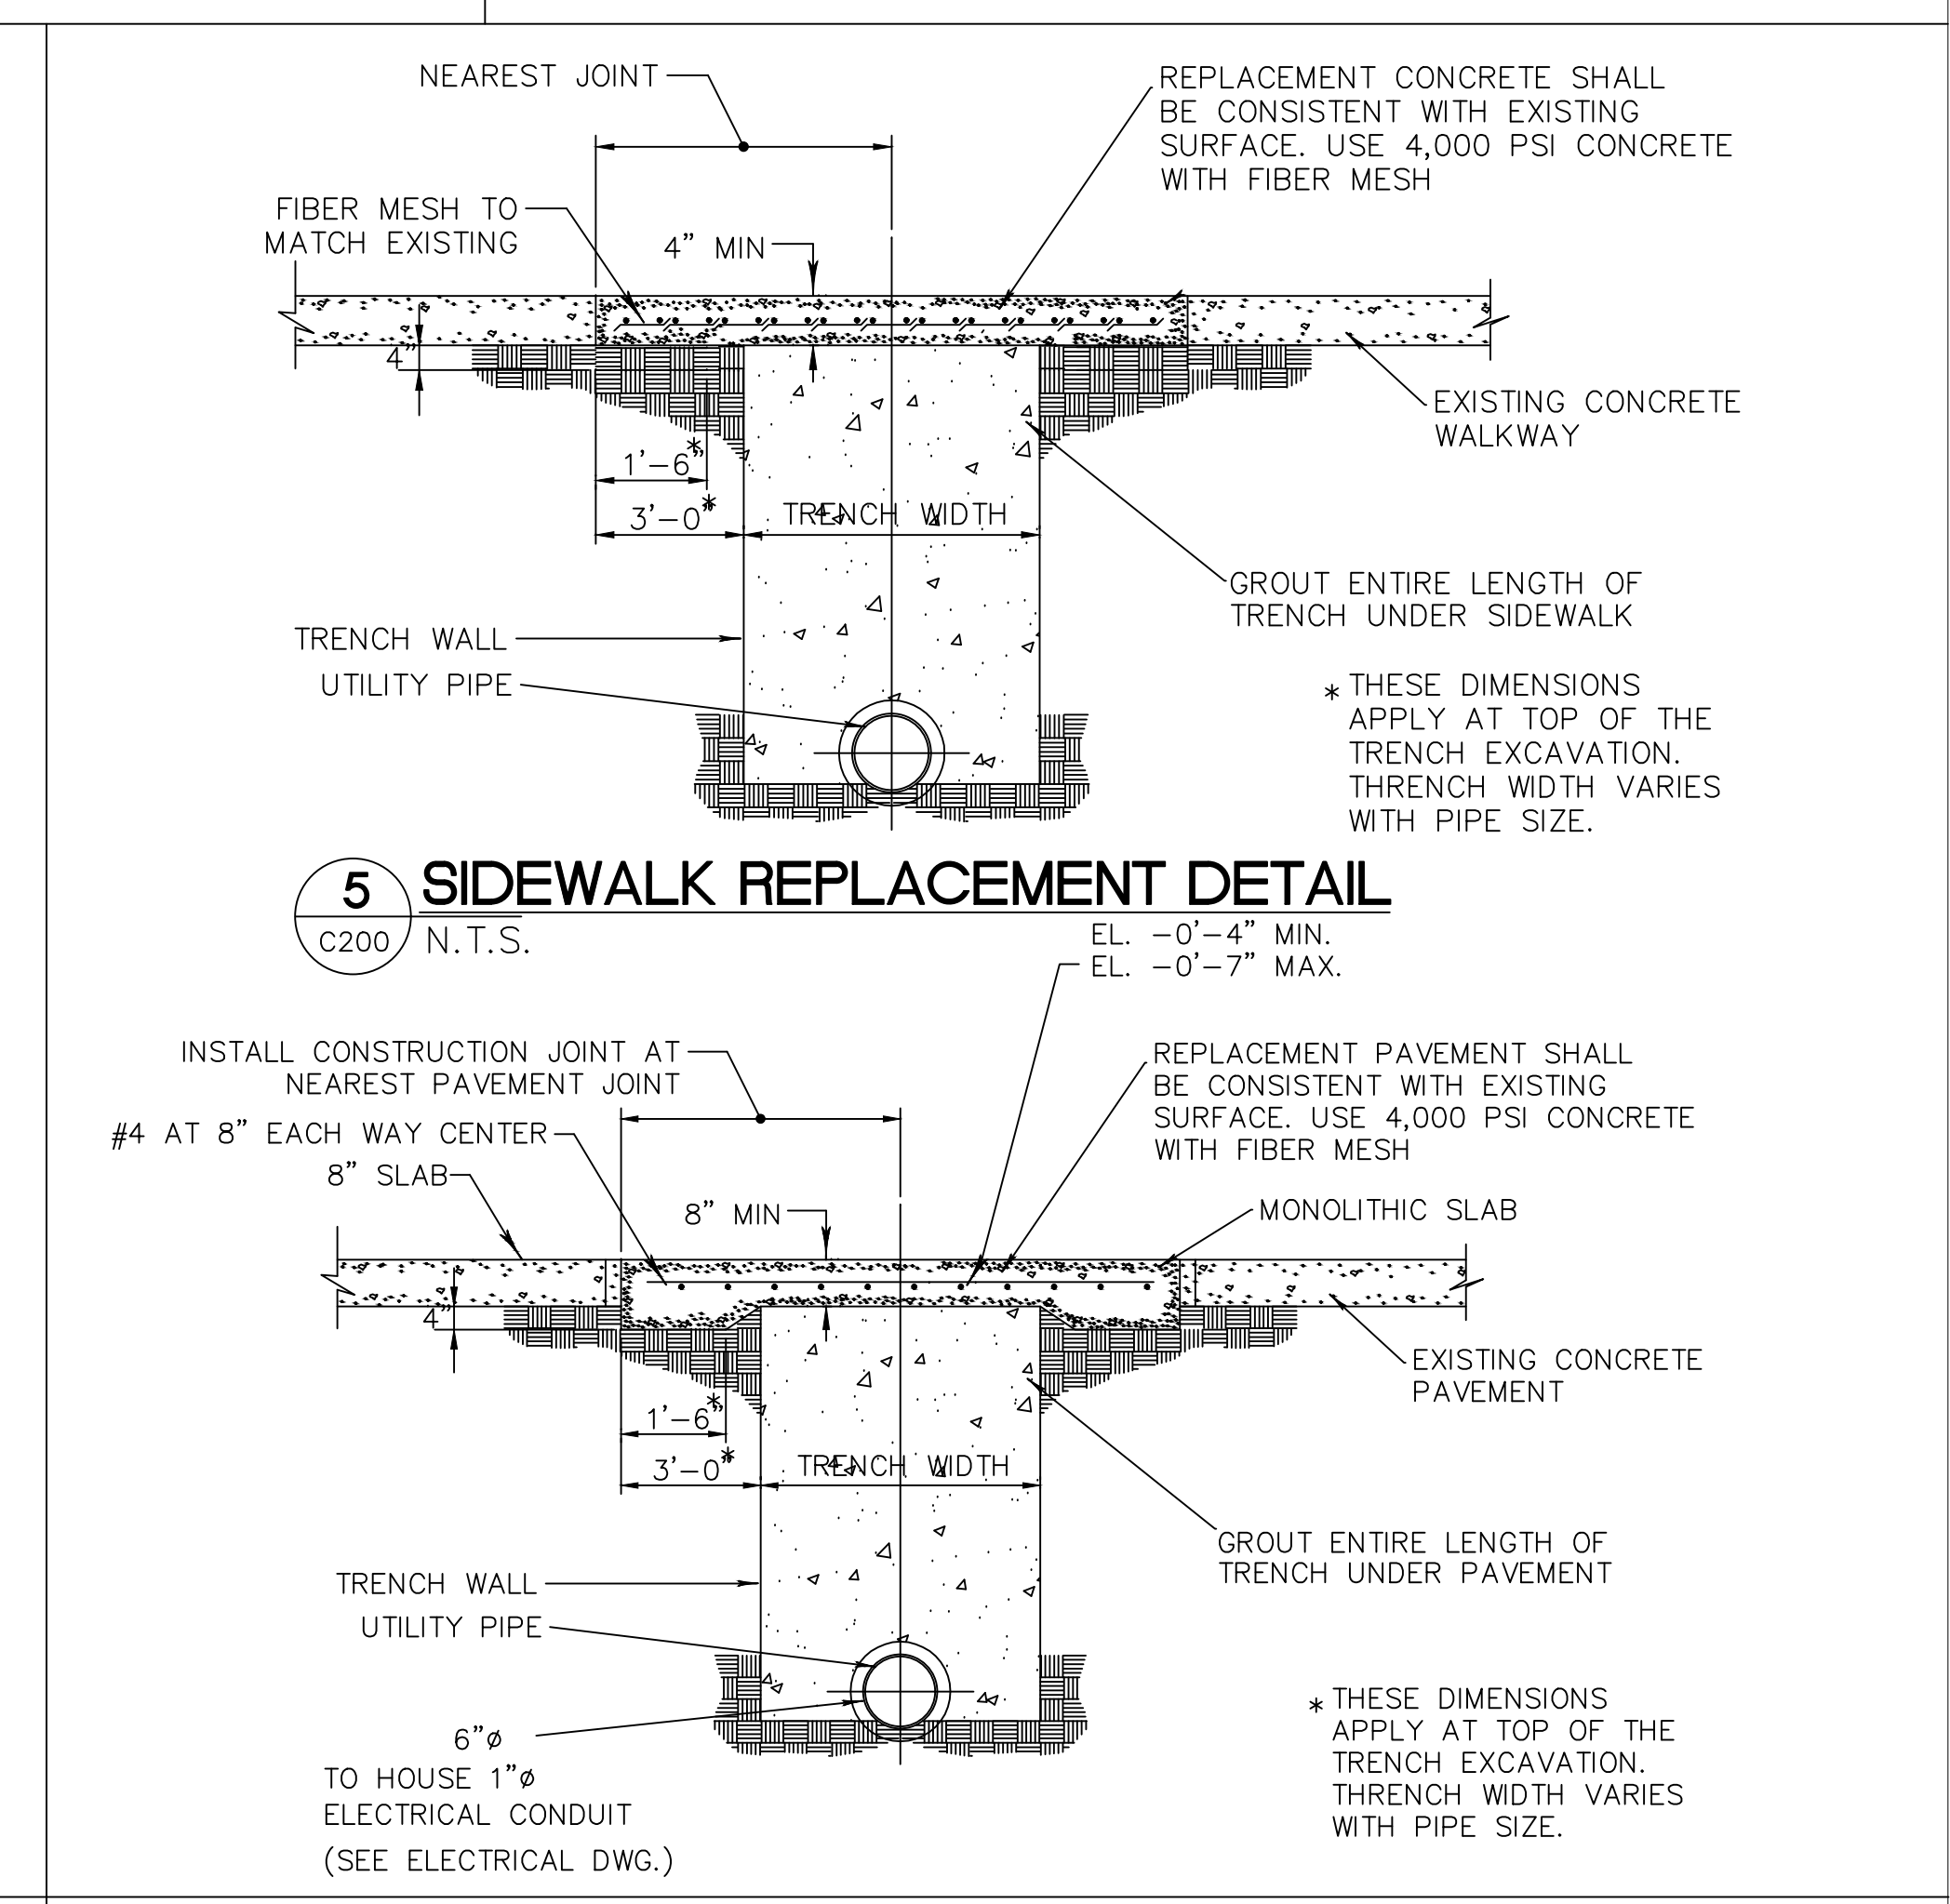 NEAREST JOINT
REPLACEMENT CONCRETE SHALL
BE CONSISTENT WITH EXISTING
SURFACE. USE 4,000 PSI CONCRETE
WITH FIBER MESH
FIBER MESH TO
MATCH EXISTING
4" MIN
4"
EXISTING CONCRETE
WALKWAY
1'-6"*
3'-0"*
TRENCH WIDTH
GROUT ENTIRE LENGTH OF
TRENCH UNDER SIDEWALK
TRENCH WALL
UTILITY PIPE
* THESE DIMENSIONS
APPLY AT TOP OF THE
TRENCH EXCAVATION.
THRENCH WIDTH VARIES
WITH PIPE SIZE.
5
C200
SIDEWALK REPLACEMENT DETAIL
N.T.S.
EL. -0'-4" MIN.
EL. -0'-7" MAX.
INSTALL CONSTRUCTION JOINT AT
NEAREST PAVEMENT JOINT
REPLACEMENT PAVEMENT SHALL
BE CONSISTENT WITH EXISTING
SURFACE. USE 4,000 PSI CONCRETE
WITH FIBER MESH
#4 AT 8" EACH WAY CENTER
8" SLAB
8" MIN
MONOLITHIC SLAB
4"
EXISTING CONCRETE
PAVEMENT
1'-6"*
3'-0"*
TRENCH WIDTH
GROUT ENTIRE LENGTH OF
TRENCH UNDER PAVEMENT
TRENCH WALL
UTILITY PIPE
6"ø
TO HOUSE 1"ø
ELECTRICAL CONDUIT
(SEE ELECTRICAL DWG.)
* THESE DIMENSIONS
APPLY AT TOP OF THE
TRENCH EXCAVATION.
THRENCH WIDTH VARIES
WITH PIPE SIZE.